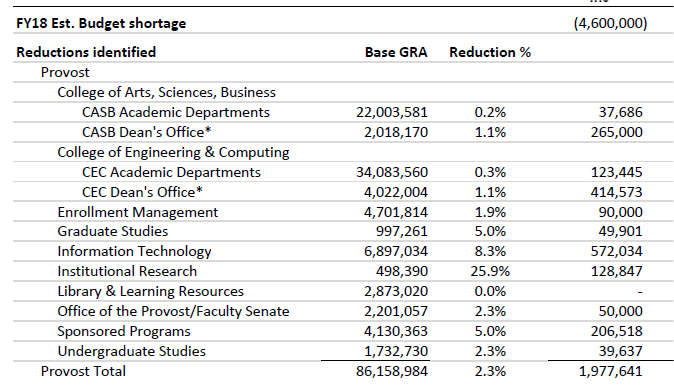 FY18 Est. Budget shortage (4,600,000)
Reductions identified Base GRA Reduction %
Provost
College of Arts, Sciences, Business
CASB Academic Departments 22,003,581 0.2% 37,686
CASB Dean's Office* 2,018,170 1.1% 265,000
College of Engineering & Computing
CEC Academic Departments 34,083,560 0.3% 123,445
CEC Dean's Office* 4,022,004 1.1% 414,573
Enrollment Management 4,701,814 1.9% 90,000
Graduate Studies 997,261 5.0% 49,901
Information Technology 6,897,034 8.3% 572,034
Institutional Research 498,390 25.9% 128,847
Library & Learning Resources 2,873,020 0.0% -
Office of the Provost/Faculty Senate 2,201,057 2.3% 50,000
Sponsored Programs 4,130,363 5.0% 206,518
Undergraduate Studies 1,732,730 2.3% 39,637
Provost Total 86,158,984 2.3% 1,977,641